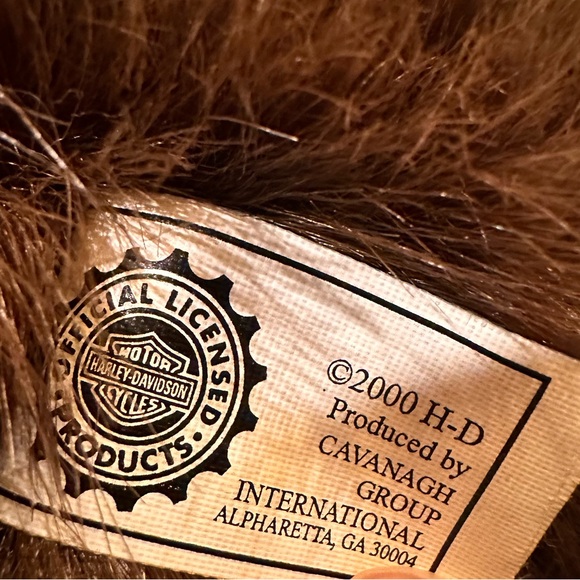 OFFICIAL LICENSED
MOTOR
HARLEY-DAVIDSON
CYCLES
• PRODUCTS •
©2000 H-D
Produced by
CAVANAGH
GROUP
INTERNATIONAL
ALPHARETTA, GA 30004